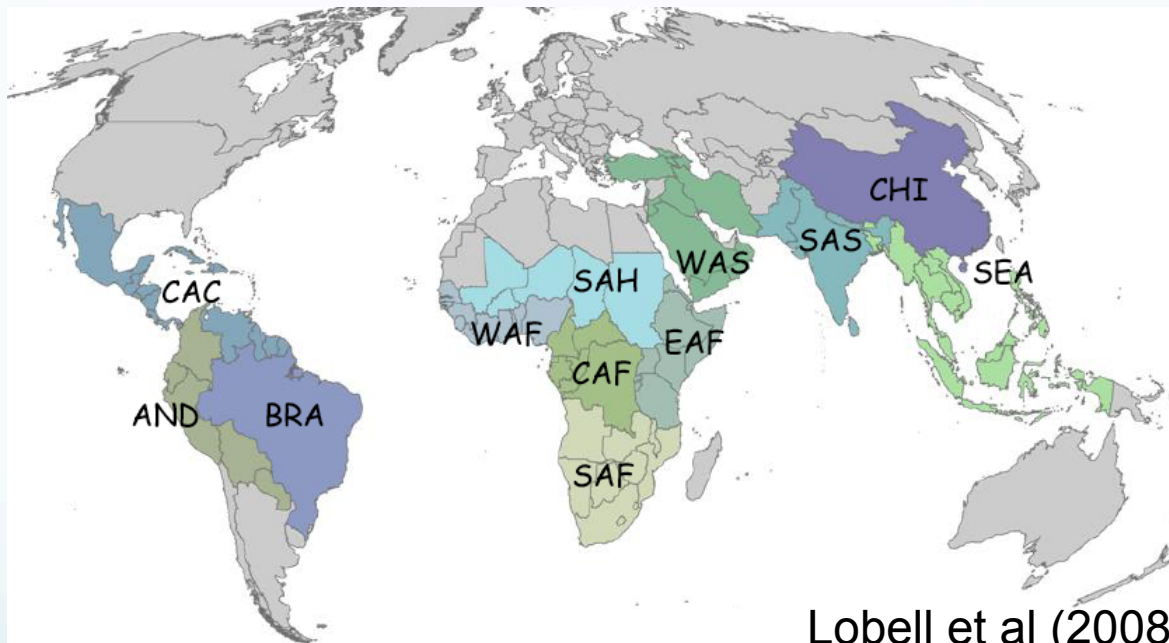 CHI
SAS
WAS
SEA
SAH
CAC
WAF
EAF
CAF
AND
BRA
SAF
Lobell et al (2008